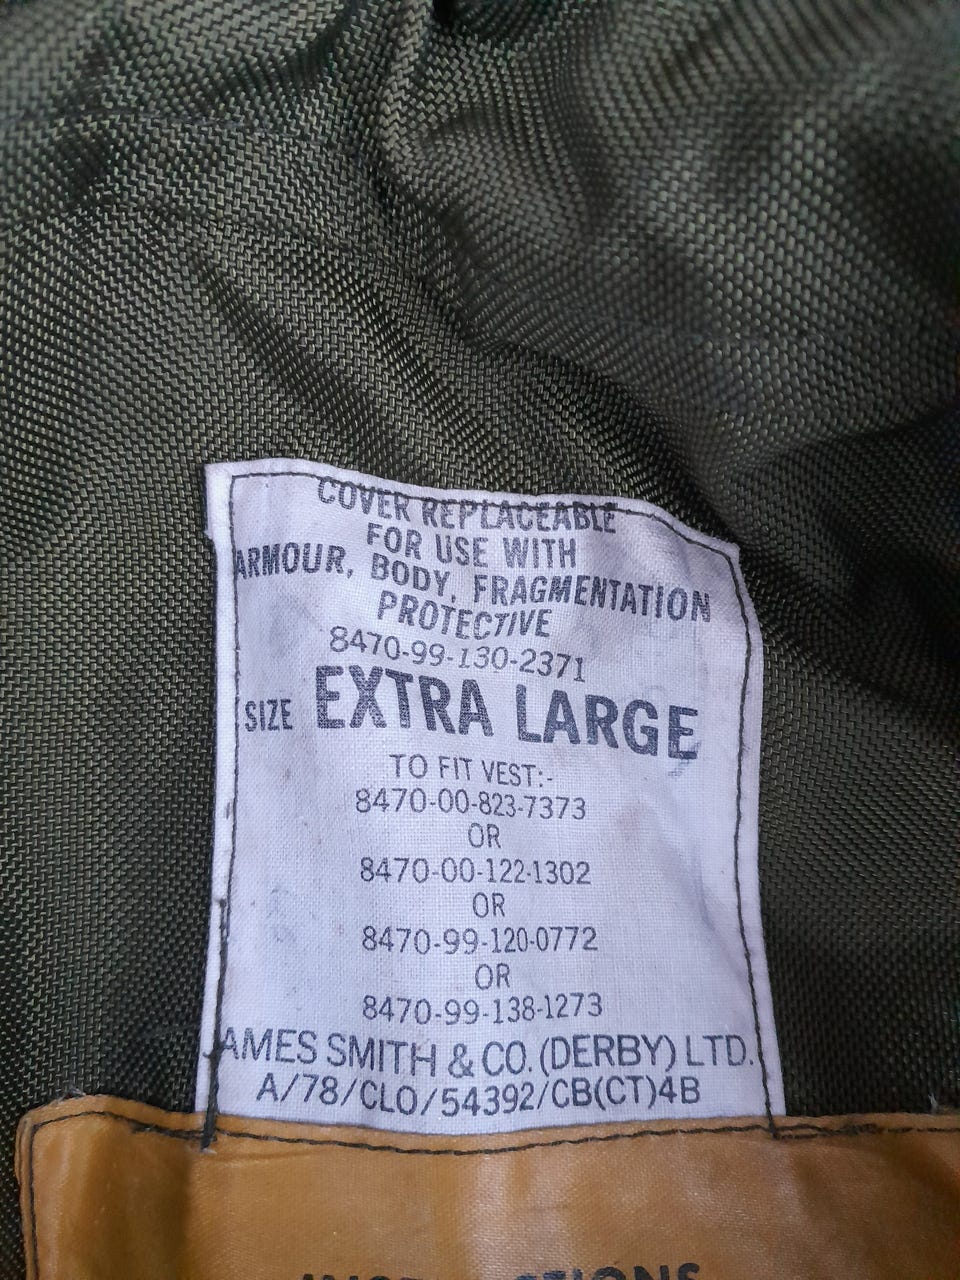 COVER REPLACEABLE
FOR USE WITH
ARMOUR, BODY, FRAGMENTATION
PROTECTIVE
8470-99-130-2371
SIZE EXTRA LARGE
TO FIT VEST:-
8470-00-823-7373
OR
8470-00-122-1302
OR
8470-99-120-0772
OR
8470-99-138-1273
AMES SMITH & CO. (DERBY) LTD.
A/78/CLO/54392/CB(CT)4B